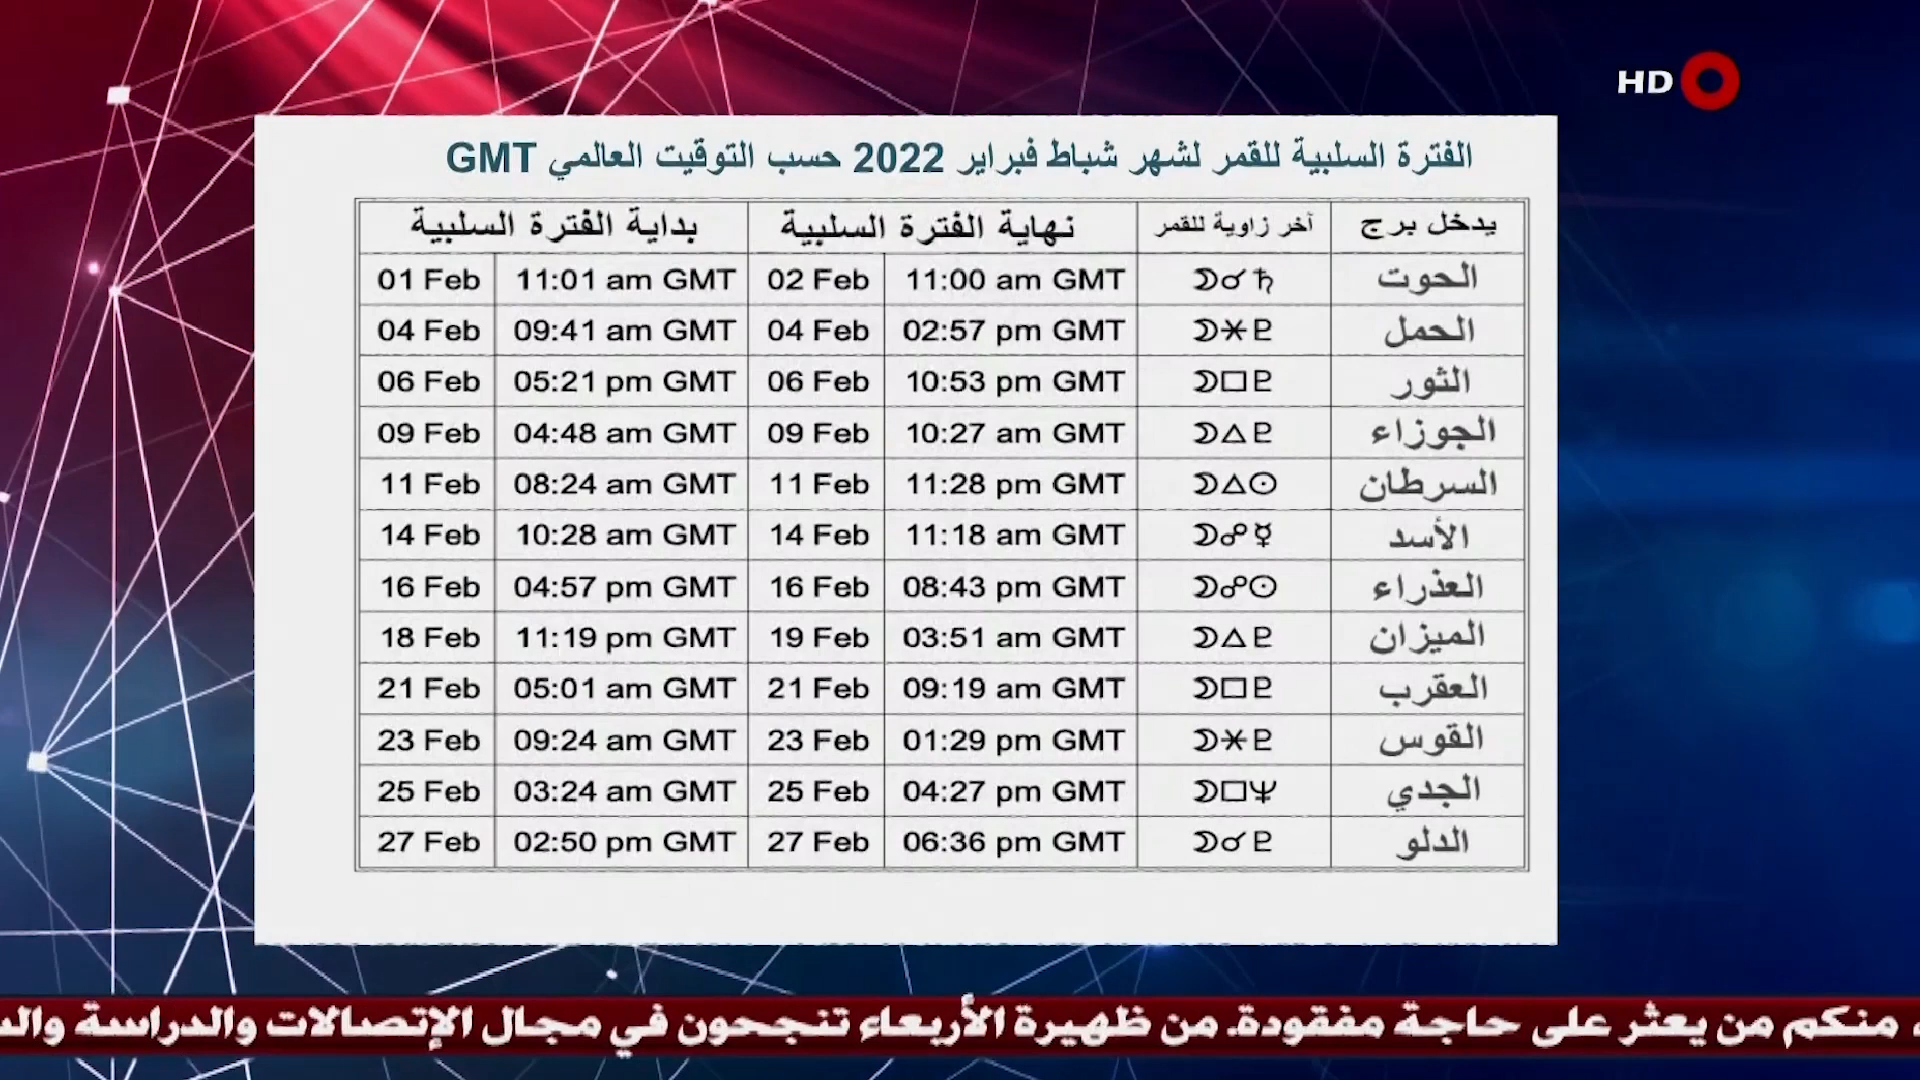 HD
الفترة السلبية للقمر لشهر شباط فبراير 2022 حسب التوقيت العالمي GMT
بداية الفترة السلبية نهاية الفترة السلبية آخر زاوية للقمر يدخل برج
01 Feb 11:01 am GMT 02 Feb 11:00 am GMT ☽☌♄ الحوت
04 Feb 09:41 am GMT 04 Feb 02:57 pm GMT ☽⚹♇ الحمل
06 Feb 05:21 pm GMT 06 Feb 10:53 pm GMT ☽□♇ الثور
09 Feb 04:48 am GMT 09 Feb 10:27 am GMT ☽△♇ الجوزاء
11 Feb 08:24 am GMT 11 Feb 11:28 pm GMT ☽△☉ السرطان
14 Feb 10:28 am GMT 14 Feb 11:18 am GMT ☽☍☿ الأسد
16 Feb 04:57 pm GMT 16 Feb 08:43 pm GMT ☽☍☉ العذراء
18 Feb 11:19 pm GMT 19 Feb 03:51 am GMT ☽△♇ الميزان
21 Feb 05:01 am GMT 21 Feb 09:19 am GMT ☽□♇ العقرب
23 Feb 09:24 am GMT 23 Feb 01:29 pm GMT ☽⚹♇ القوس
25 Feb 03:24 am GMT 25 Feb 04:27 pm GMT ☽□♆ الجدي
27 Feb 02:50 pm GMT 27 Feb 06:36 pm GMT ☽☌♇ الدلو
منكم من يعثر على حاجة مفقودة. من ظهيرة الأربعاء تنجحون في مجال الإتصالات والدراسة